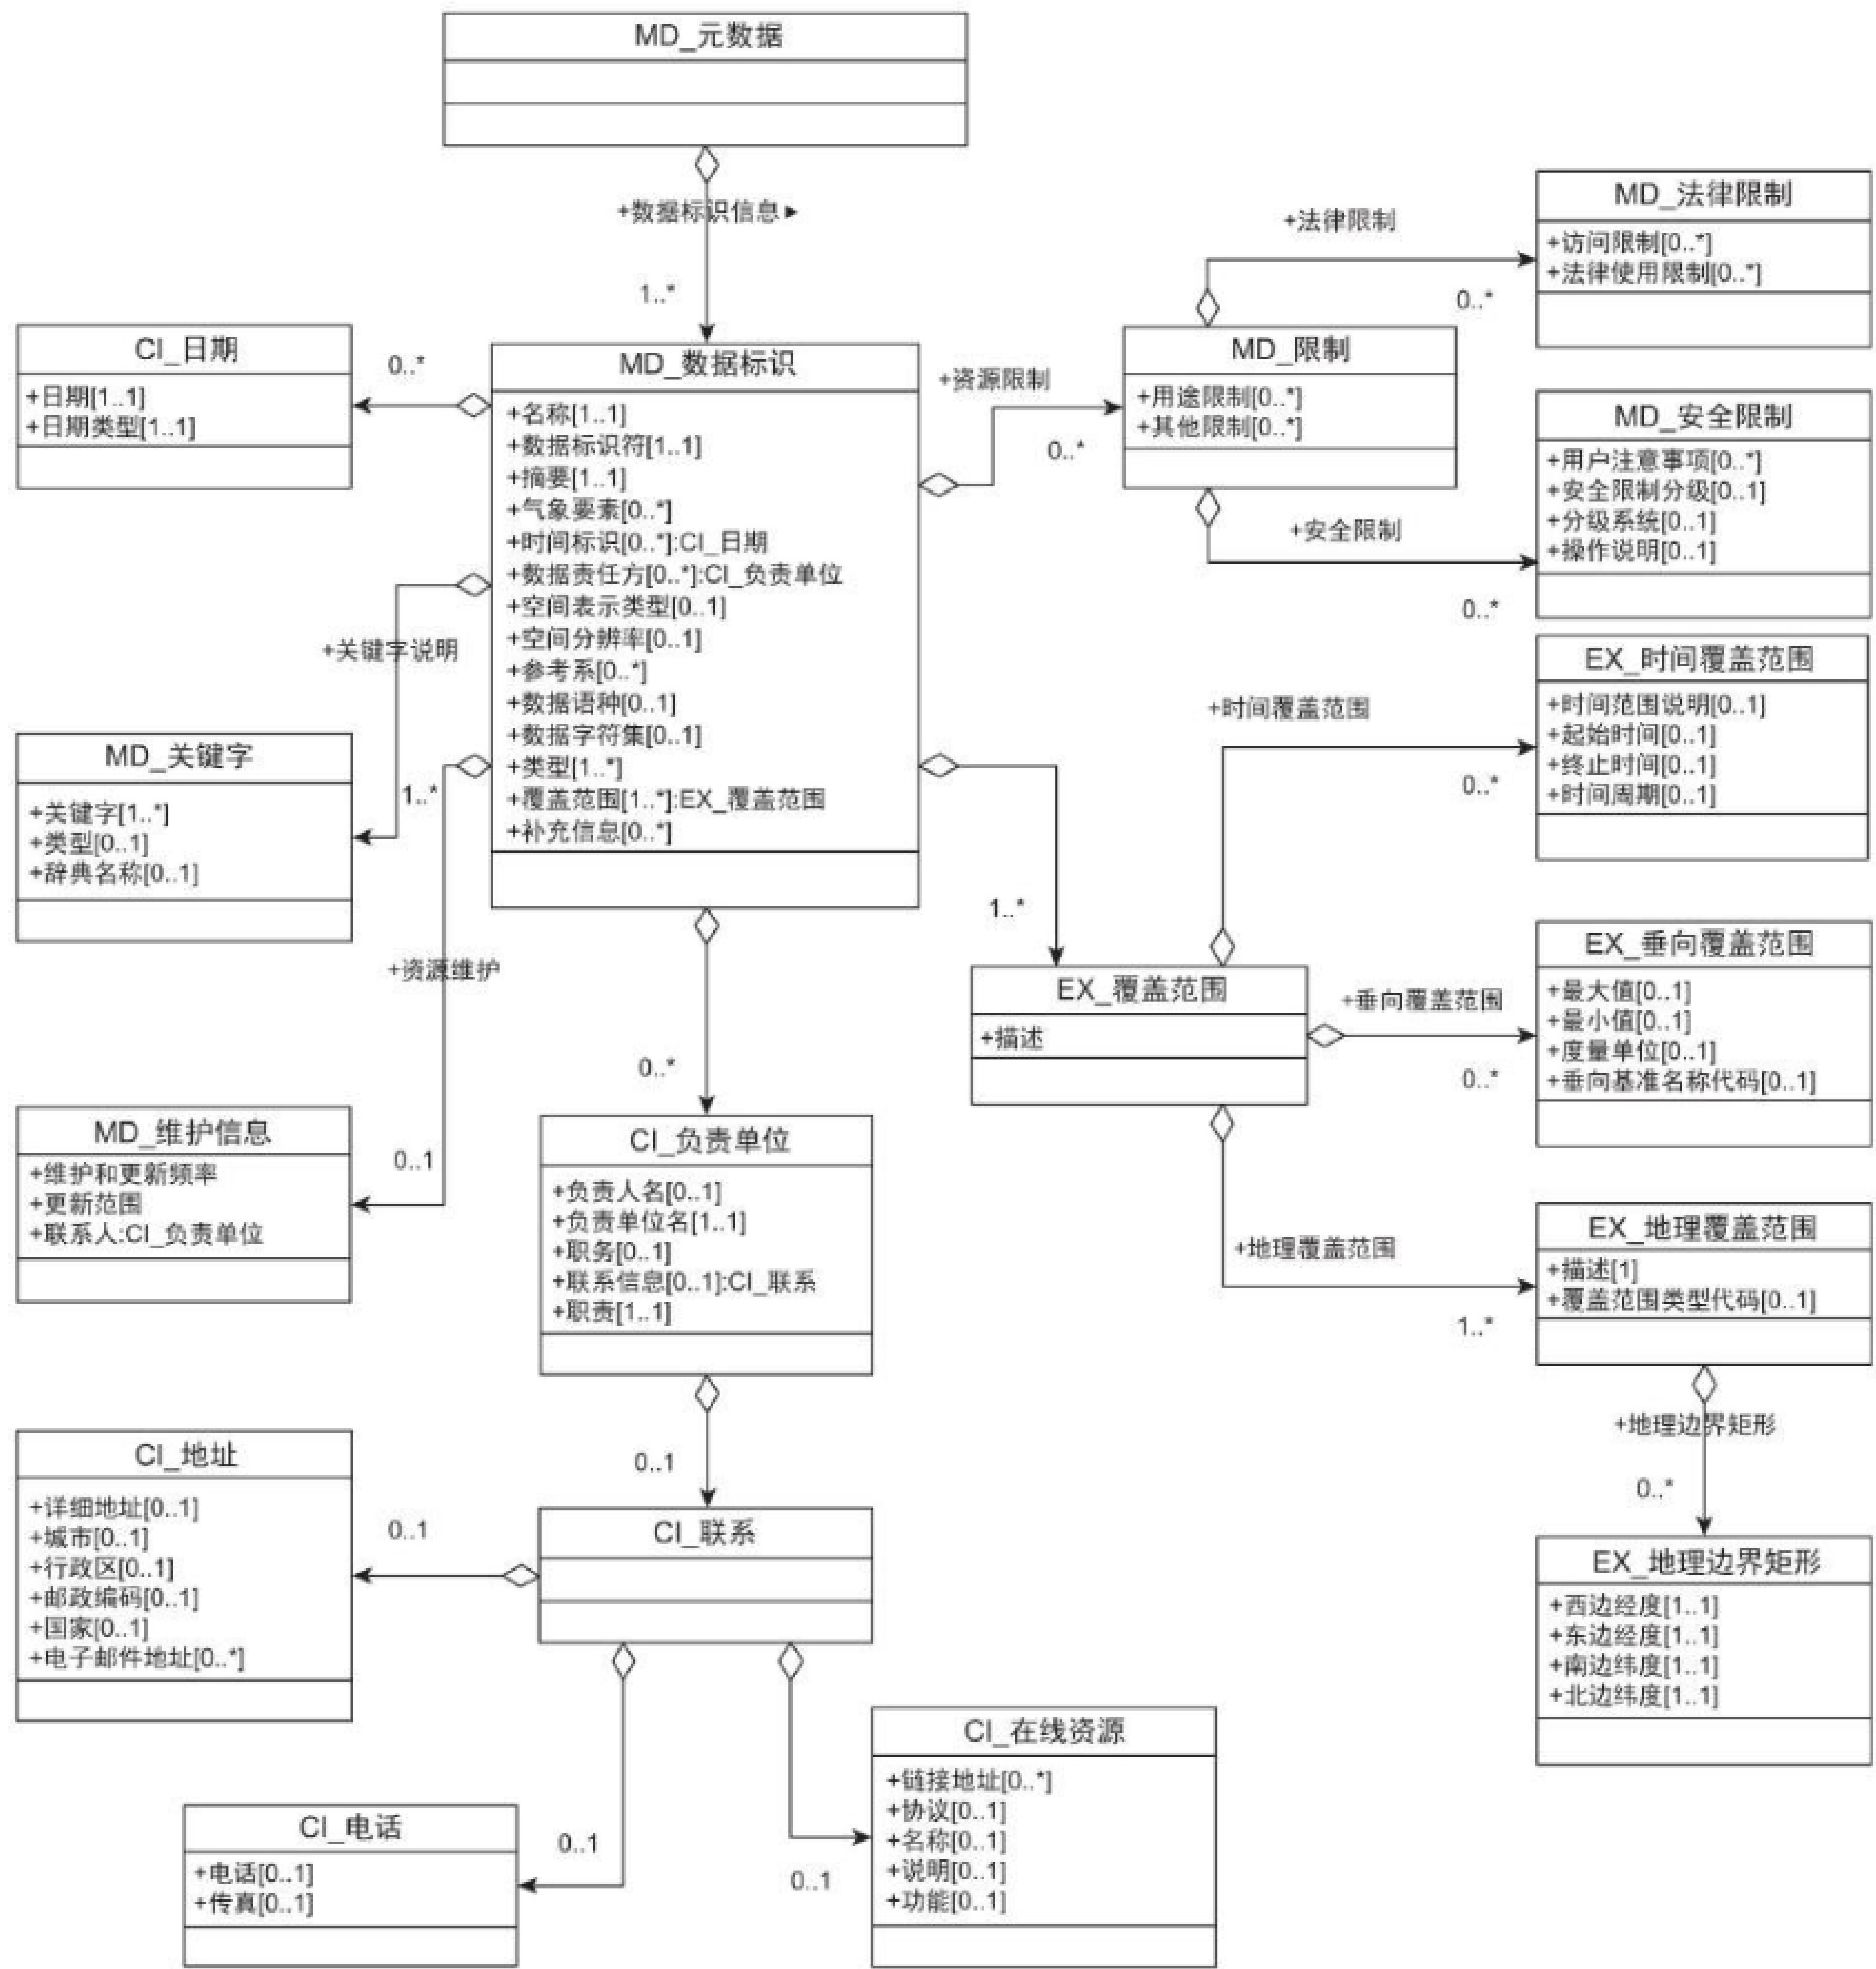 MD_元数据
+数据标识信息▶
1..*
MD_法律限制
+访问限制[0..*]
+法律使用限制[0..*]
+法律限制
0..*
CI_日期
+日期[1..1]
+日期类型[1..1]
0..*
MD_数据标识
+名称[1..1]
+数据标识符[1..1]
+摘要[1..1]
+气象要素[0..*]
+时间标识[0..*]:CI_日期
+数据责任方[0..*]:CI_负责单位
+空间表示类型[0..1]
+空间分辨率[0..1]
+参考系[0..*]
+数据语种[0..1]
+数据字符集[0..1]
+类型[1..*]
+覆盖范围[1..*]:EX_覆盖范围
+补充信息[0..*]
+资源限制
0..*
MD_限制
+用途限制[0..*]
+其他限制[0..*]
+安全限制
0..*
MD_安全限制
+用户注意事项[0..*]
+安全限制分级[0..1]
+分级系统[0..1]
+操作说明[0..1]
+关键字说明
1..*
MD_关键字
+关键字[1..*]
+类型[0..1]
+辞典名称[0..1]
EX_时间覆盖范围
+时间范围说明[0..1]
+起始时间[0..1]
+终止时间[0..1]
+时间周期[0..1]
+时间覆盖范围
0..*
1..*
EX_覆盖范围
+描述
+垂向覆盖范围
0..*
EX_垂向覆盖范围
+最大值[0..1]
+最小值[0..1]
+度量单位[0..1]
+垂向基准名称代码[0..1]
+资源维护
0..1
MD_维护信息
+维护和更新频率
+更新范围
+联系人:CI_负责单位
0..*
CI_负责单位
+负责人名[0..1]
+负责单位名[1..1]
+职务[0..1]
+联系信息[0..1]:CI_联系
+职责[1..1]
+地理覆盖范围
1..*
EX_地理覆盖范围
+描述[1]
+覆盖范围类型代码[0..1]
+地理边界矩形
0..*
EX_地理边界矩形
+西边经度[1..1]
+东边经度[1..1]
+南边纬度[1..1]
+北边纬度[1..1]
0..1
CI_联系
0..1
CI_地址
+详细地址[0..1]
+城市[0..1]
+行政区[0..1]
+邮政编码[0..1]
+国家[0..1]
+电子邮件地址[0..*]
CI_电话
+电话[0..1]
+传真[0..1]
0..1
0..1
CI_在线资源
+链接地址[0..*]
+协议[0..1]
+名称[0..1]
+说明[0..1]
+功能[0..1]